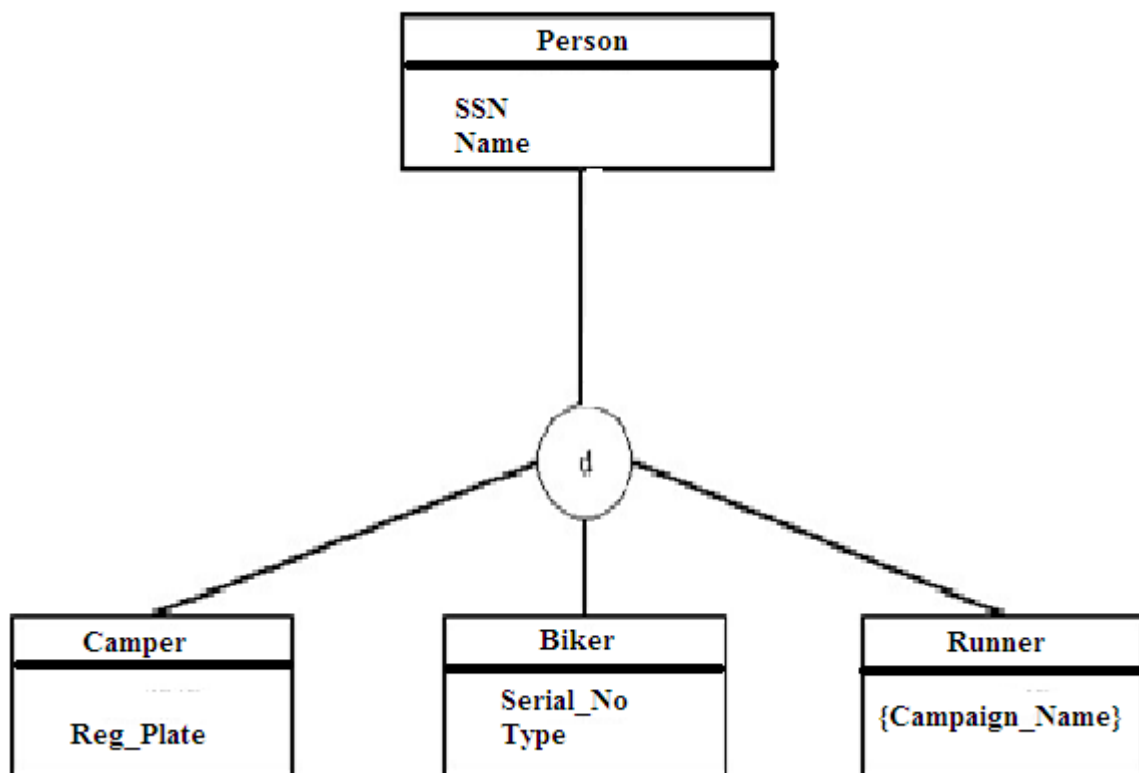 Person
SSN
Name
d
Camper
Reg_Plate
Biker
Serial_No
Type
Runner
{Campaign_Name}